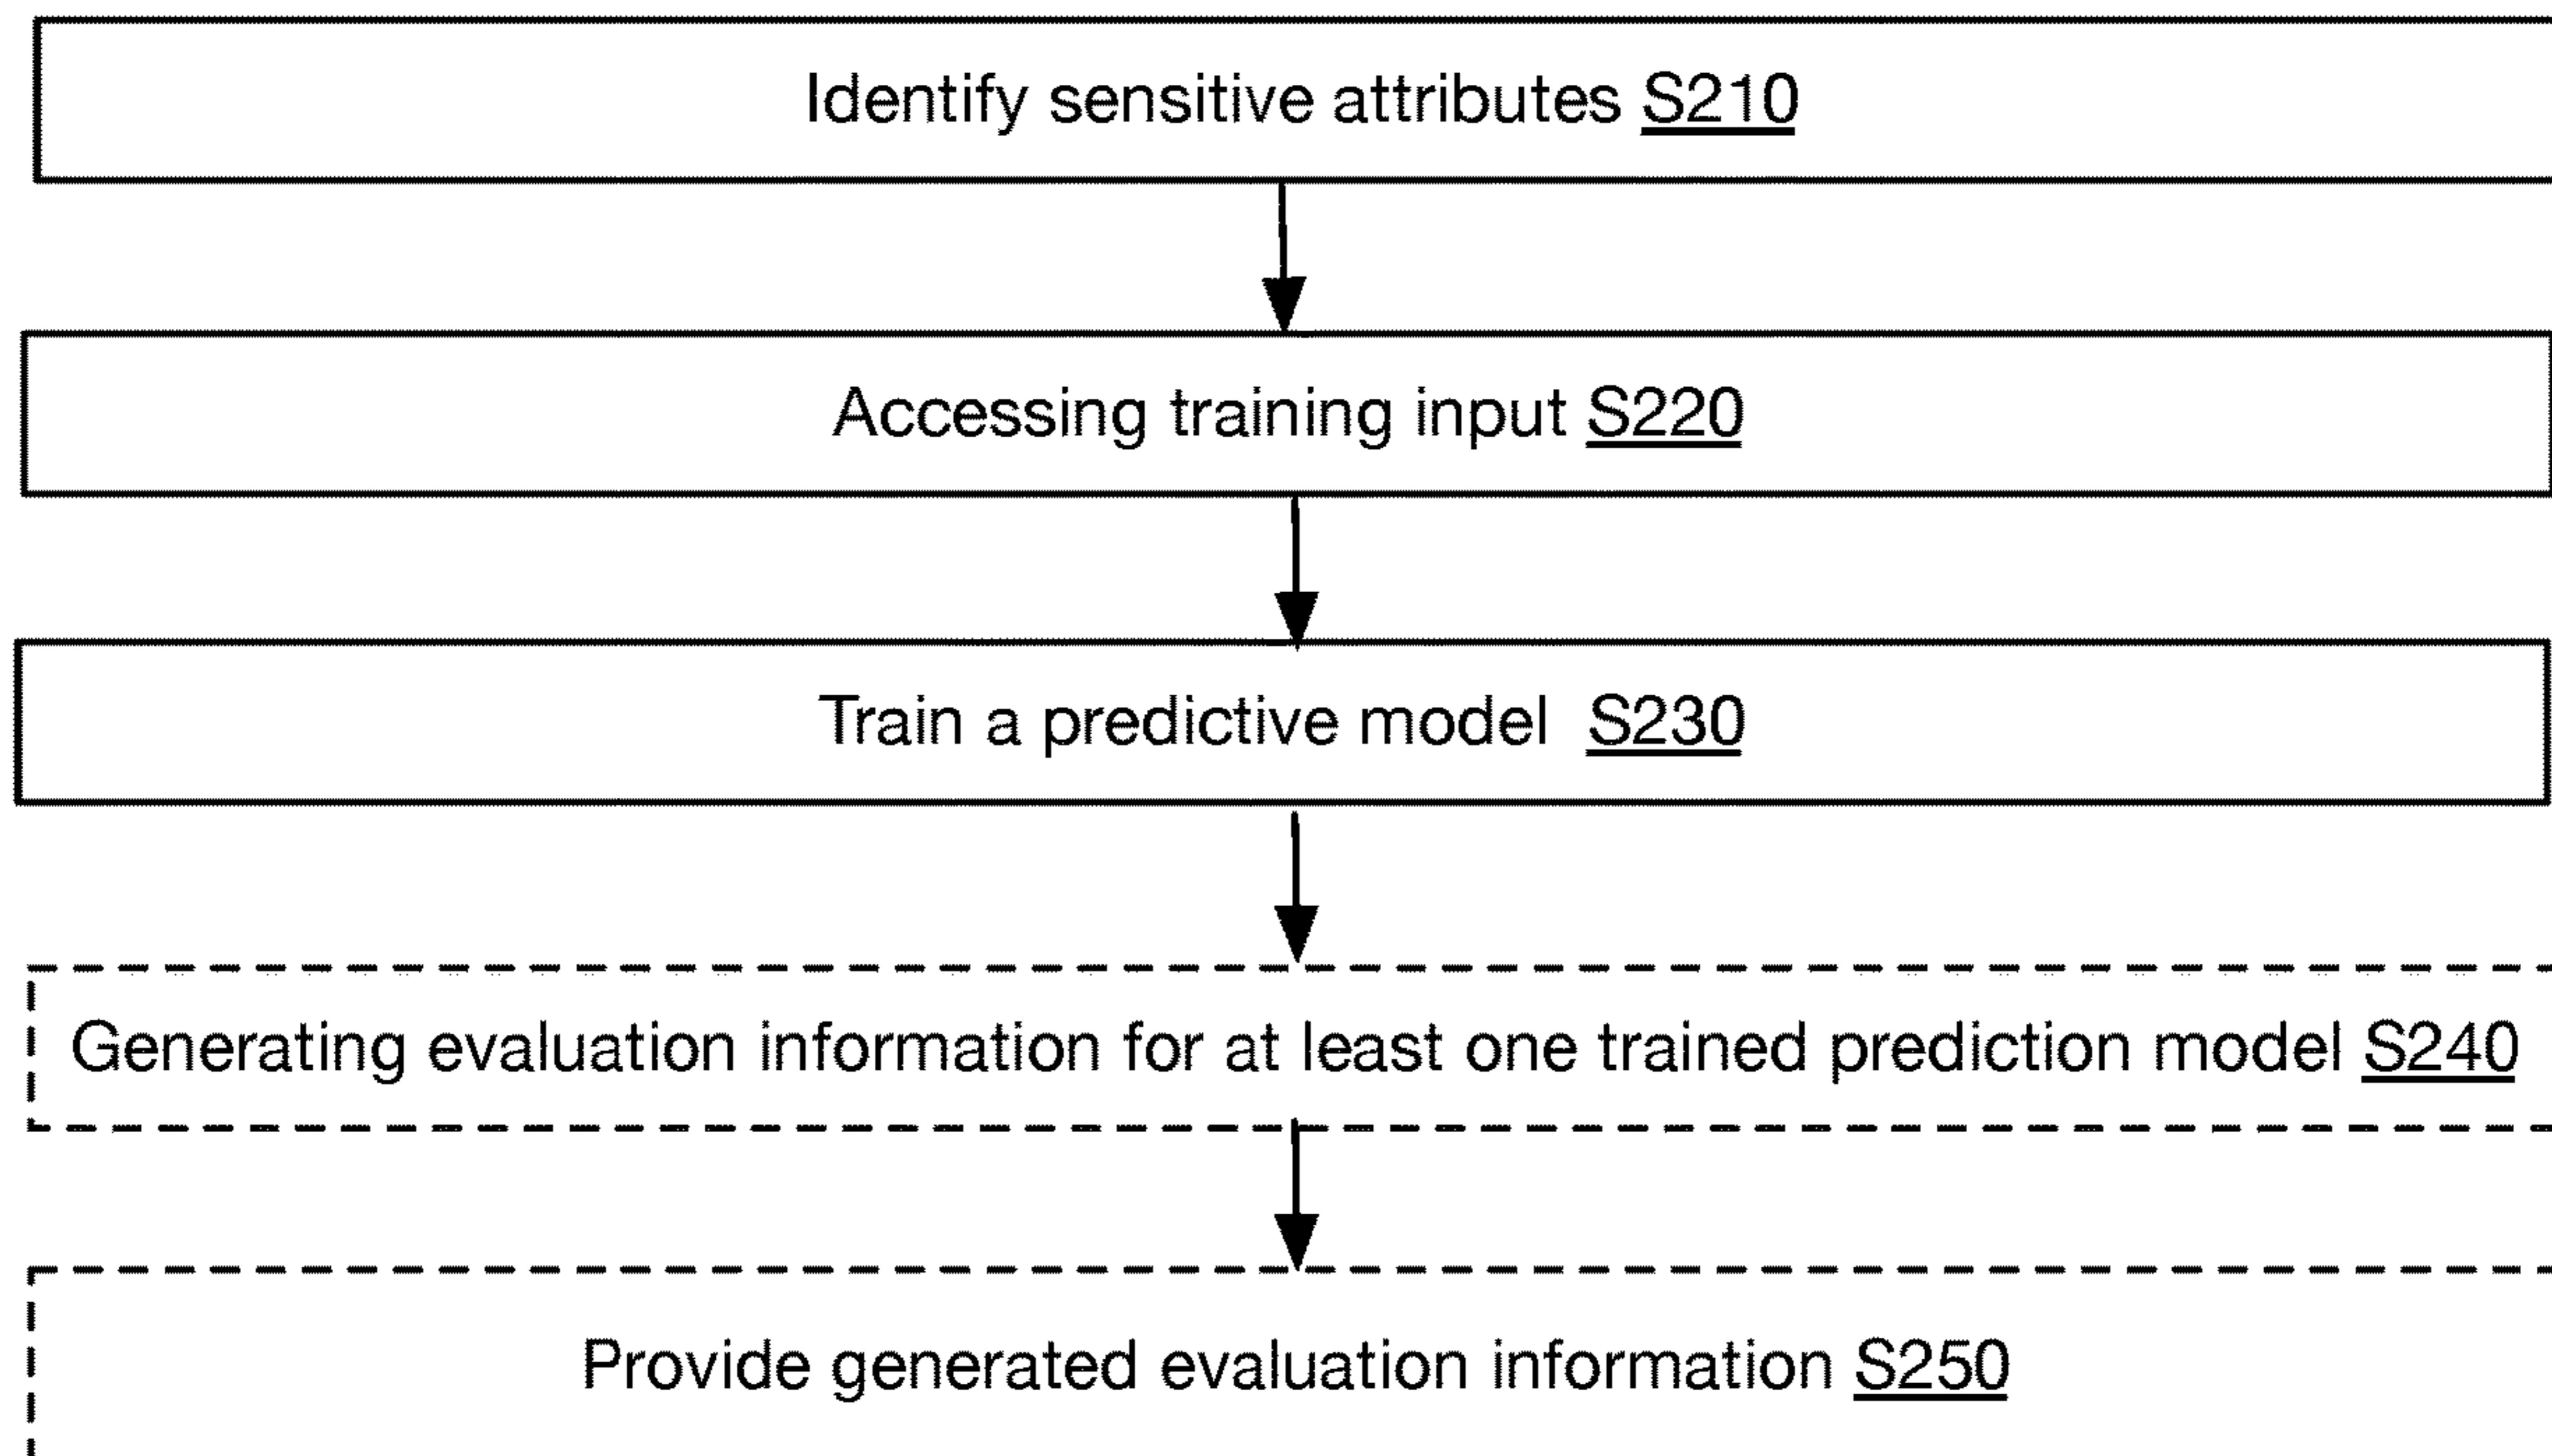 Identify sensitive attributes S210
Accessing training input S220
Train a predictive model S230
Generating evaluation information for at least one trained prediction model S240
Provide generated evaluation information S250